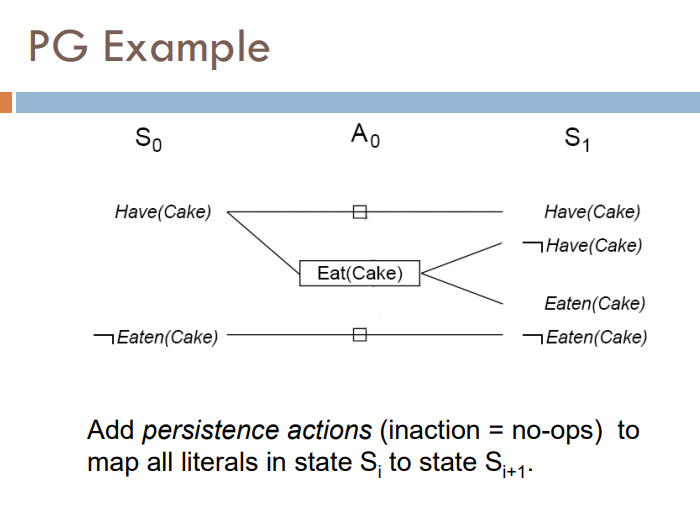 PG Example
S₀ A₀ S₁
Have(Cake) Have(Cake)
¬Have(Cake)
Eat(Cake)
Eaten(Cake)
¬Eaten(Cake) ¬Eaten(Cake)
Add persistence actions (inaction = no-ops) to
map all literals in state Sᵢ to state Sᵢ₊₁.